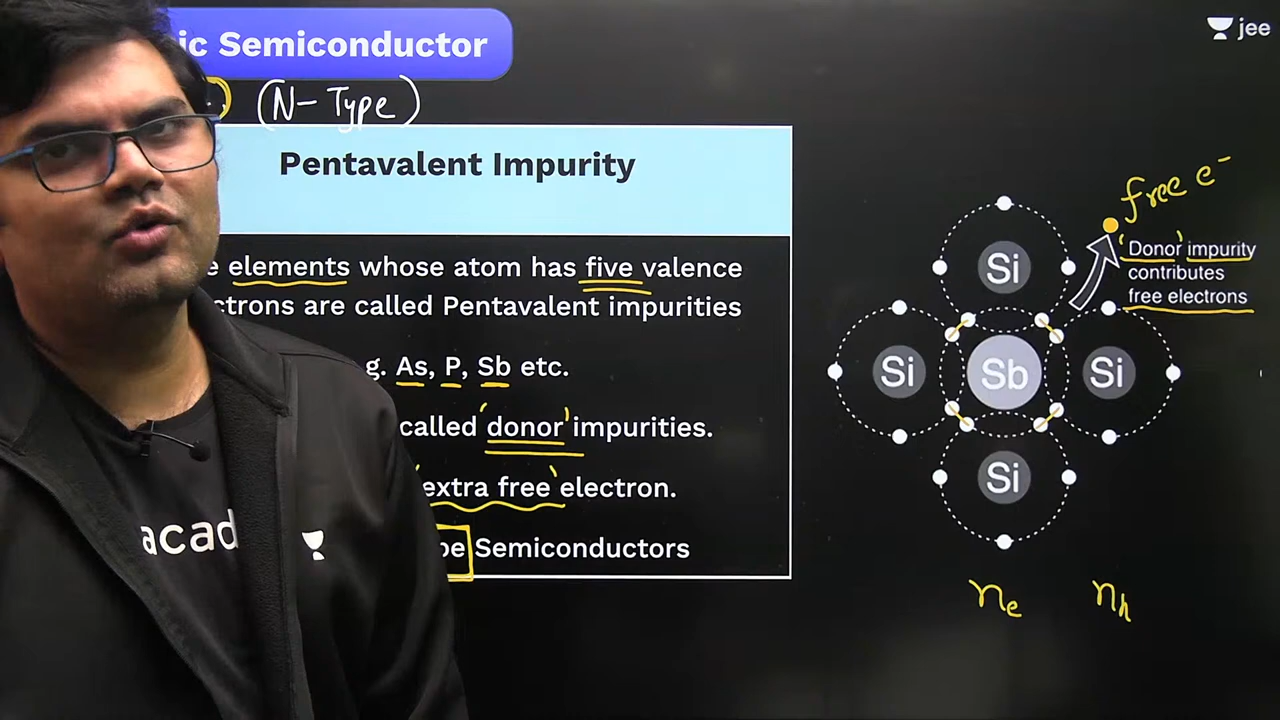 ic Semiconductor
jee
(N-Type)
Pentavalent Impurity
e elements whose atom has five valence
ctrons are called Pentavalent impurities
g. As, P, Sb etc.
called 'donor' impurities.
'extra free' electron.
pe Semiconductors
free e-
'Donor' impurity
contributes
free electrons
Si
Si
Sb
Si
Si
ne
nh
acad